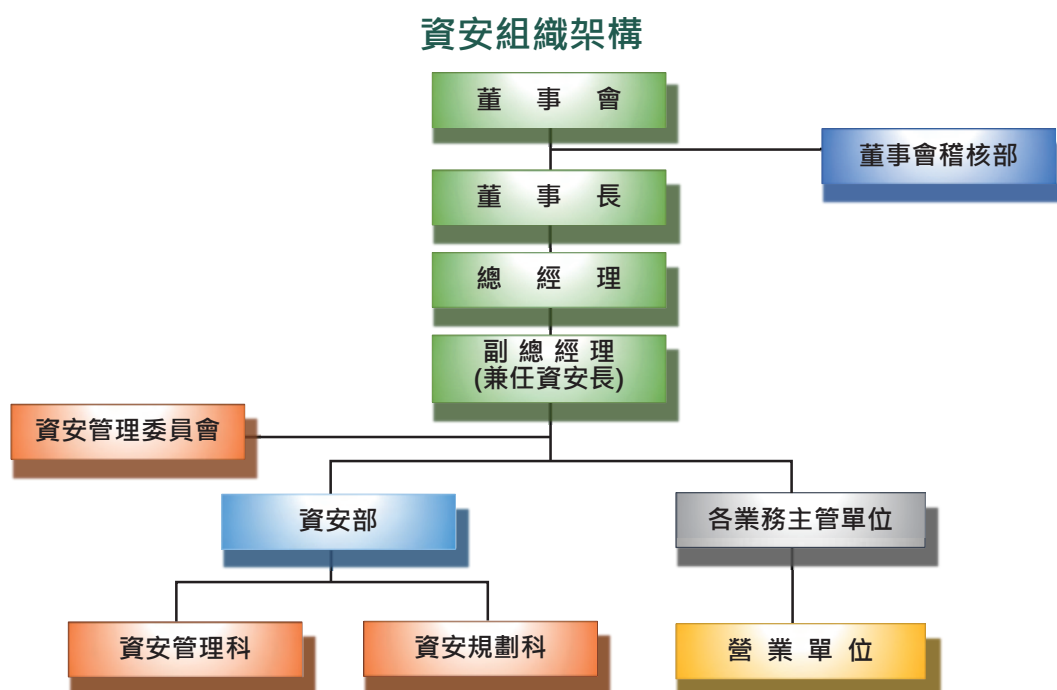 資安組織架構
董事會
董事會稽核部
董事長
總經理
副總經理
(兼任資安長)
資安管理委員會
資安部
各業務主管單位
資安管理科
資安規劃科
營業單位